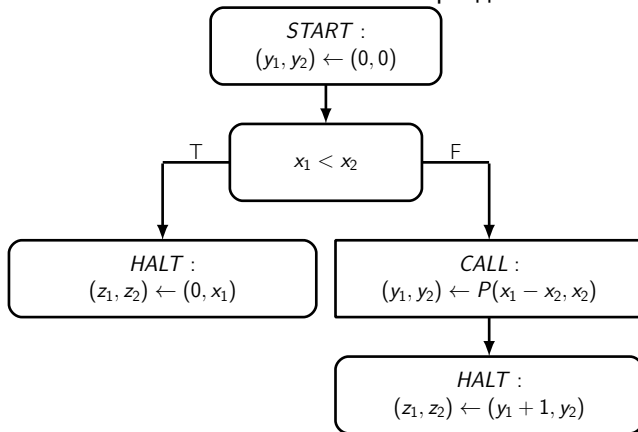 START :
(y₁, y₂) ← (0, 0)
T
x₁ < x₂
F
HALT :
(z₁, z₂) ← (0, x₁)
CALL :
(y₁, y₂) ← P(x₁ − x₂, x₂)
HALT :
(z₁, z₂) ← (y₁ + 1, y₂)